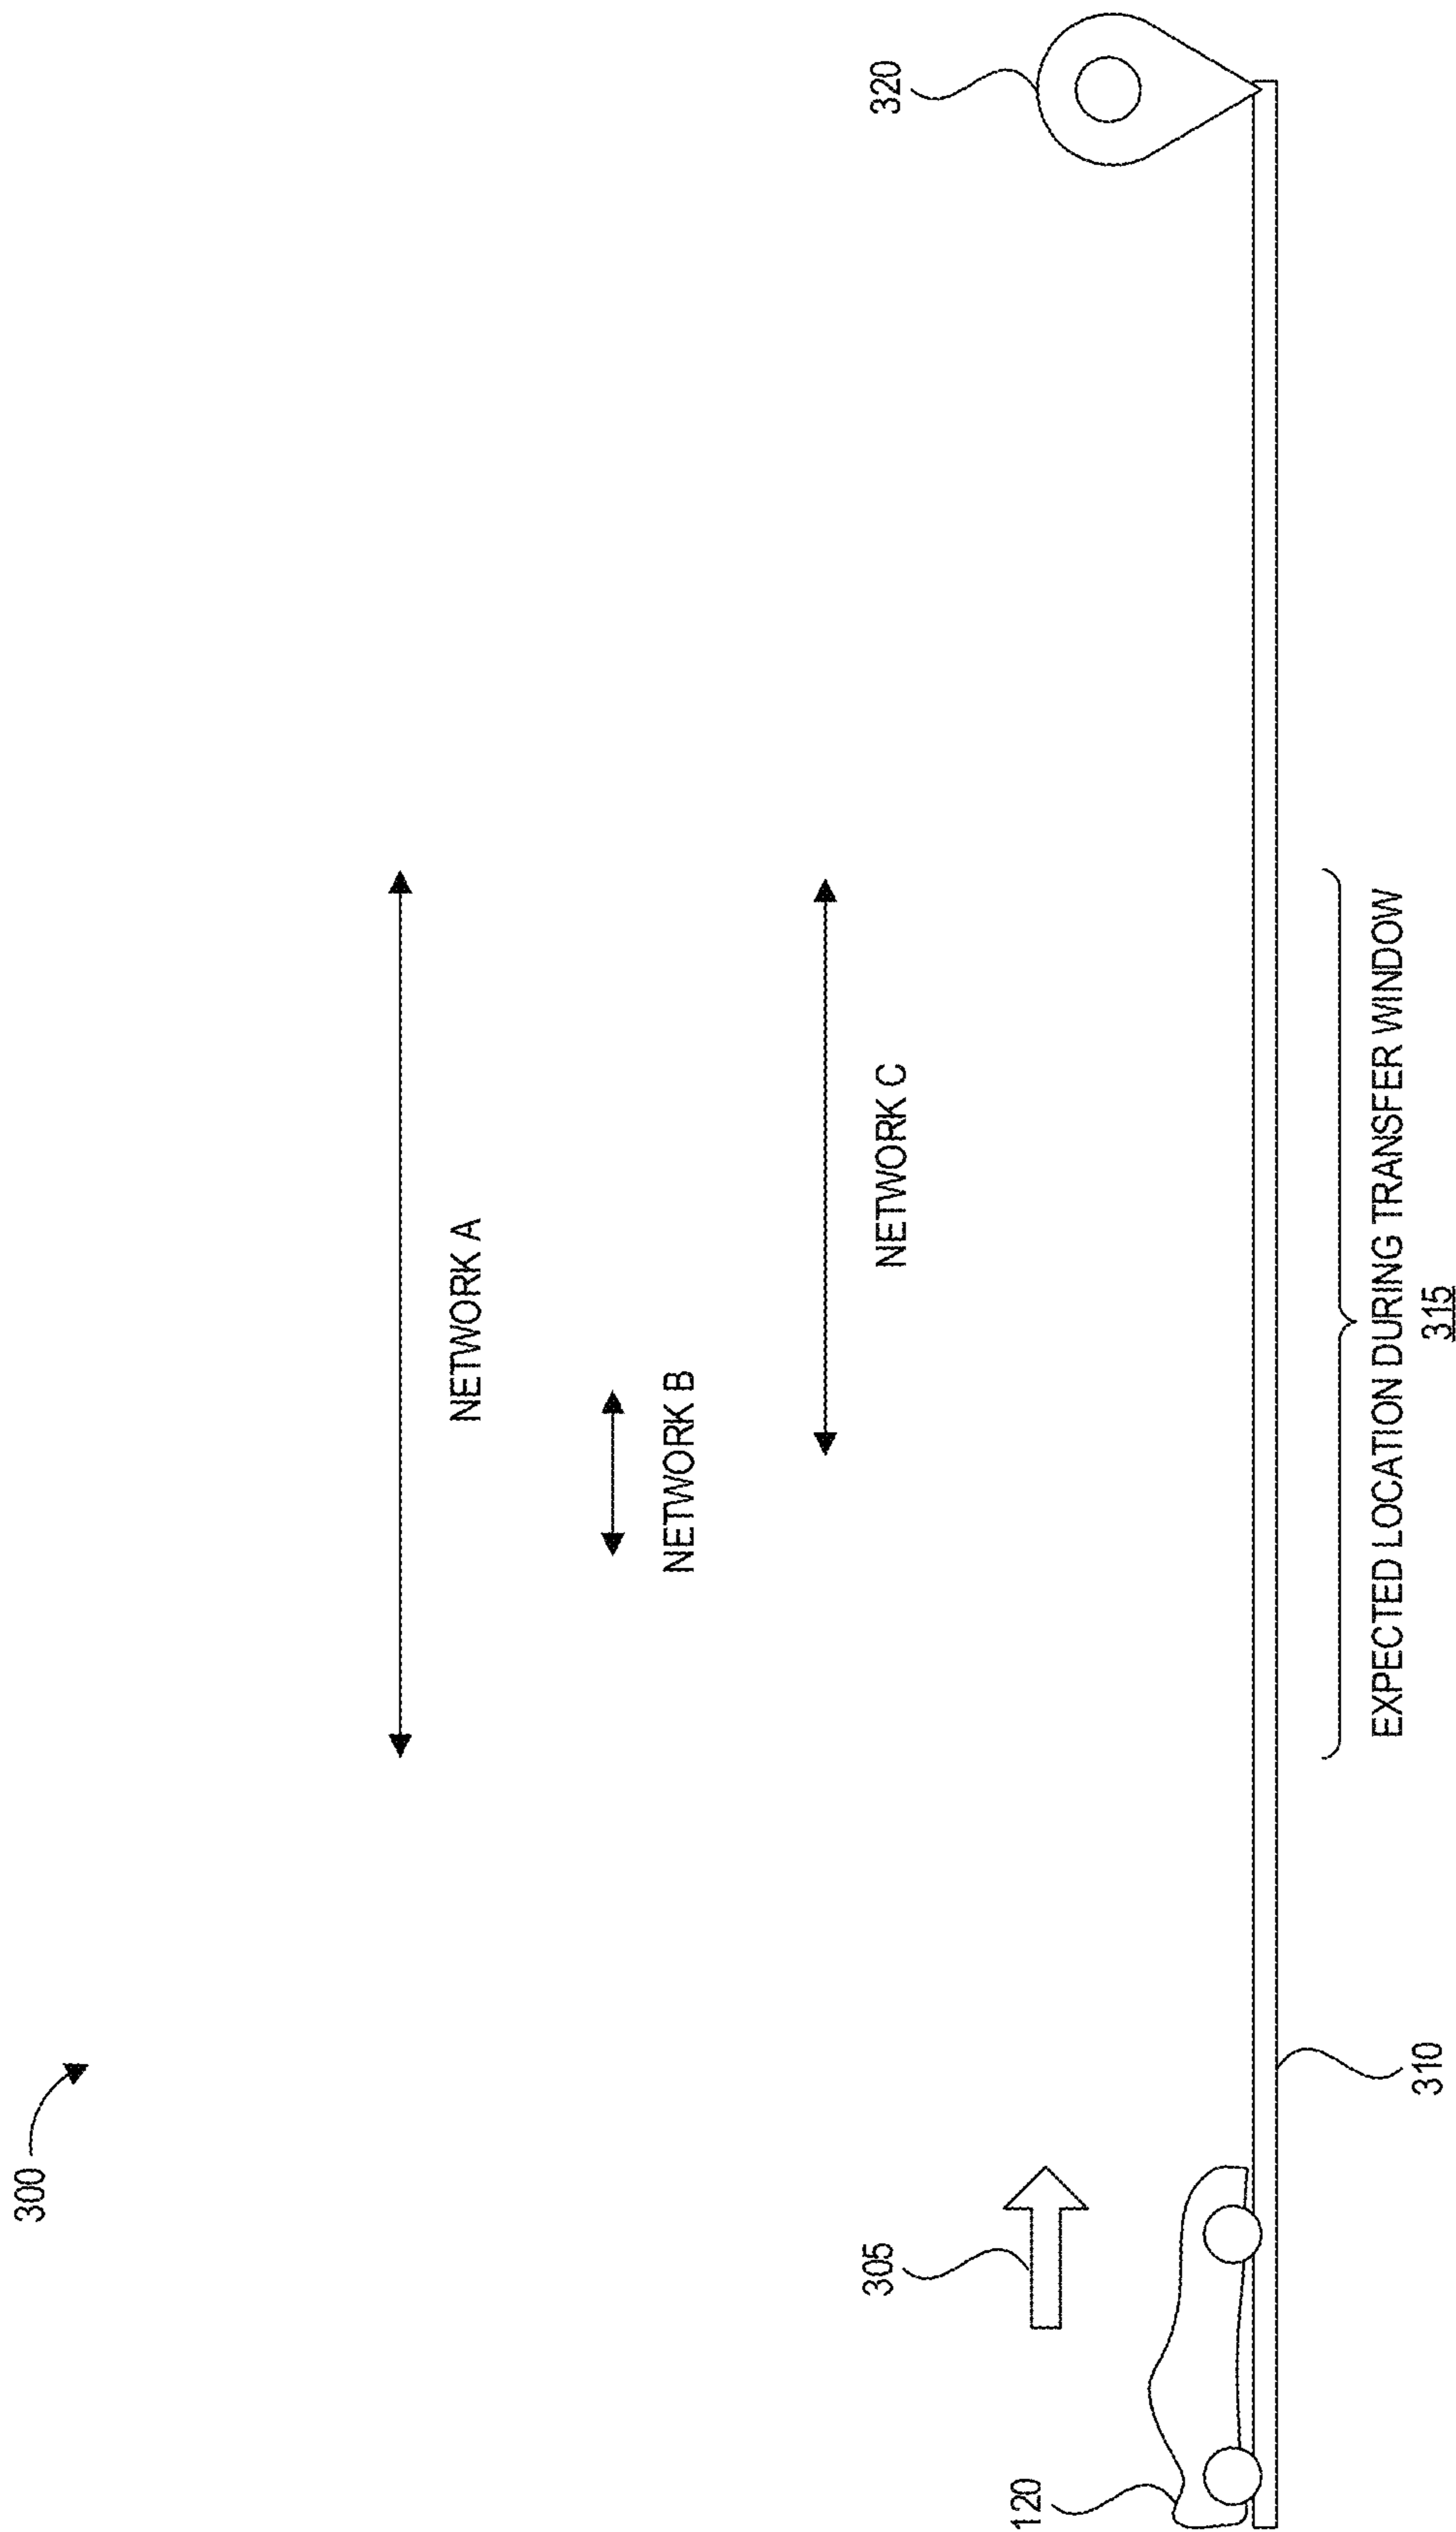 300
NETWORK A
NETWORK B
NETWORK C
305
320
120
310
EXPECTED LOCATION DURING TRANSFER WINDOW
315